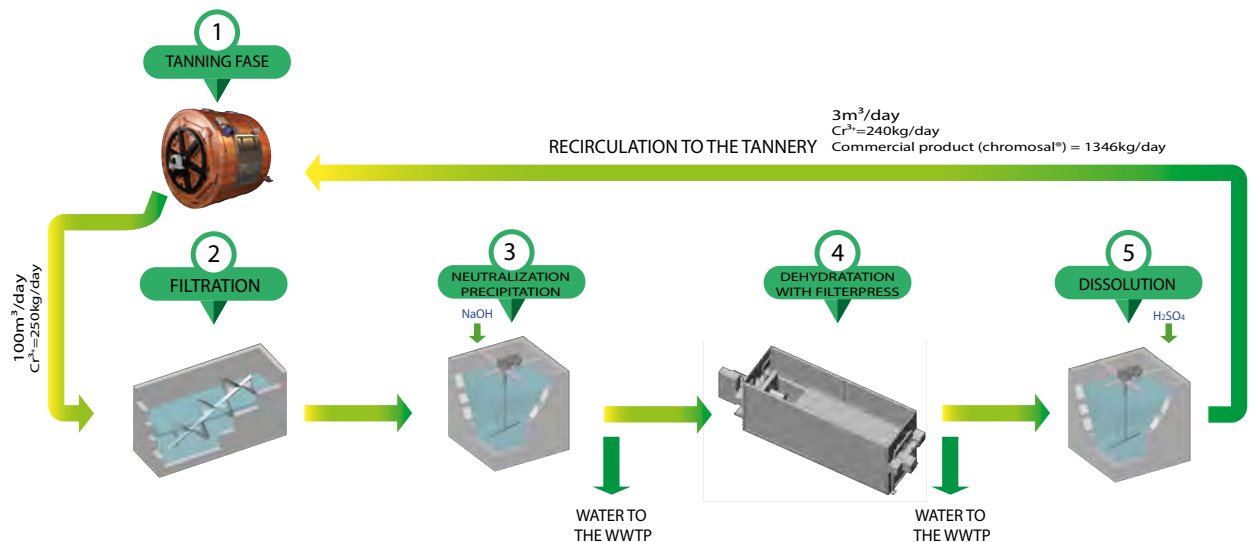 1
TANNING FASE
3m³/day
Cr³⁺=240kg/day
Commercial product (chromosal®) = 1346kg/day
RECIRCULATION TO THE TANNERY
100m³/day
Cr³⁺=250kg/day
2
FILTRATION
3
NEUTRALIZATION
PRECIPITATION
NaOH
4
DEHYDRATATION
WITH FILTERPRESS
5
DISSOLUTION
H₂SO₄
WATER TO
THE WWTP
WATER TO
THE WWTP